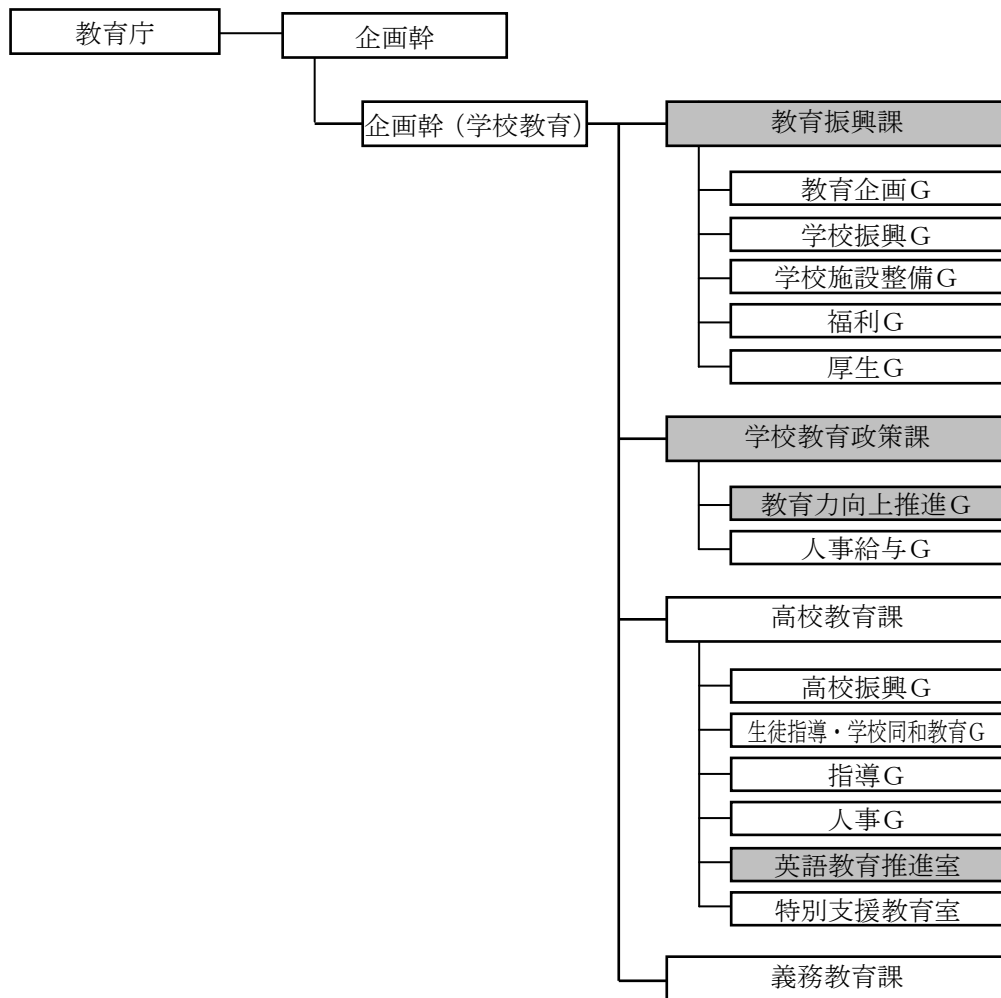 教育庁
企画幹
企画幹（学校教育）
教育振興課
教育企画Ｇ
学校振興Ｇ
学校施設整備Ｇ
福利Ｇ
厚生Ｇ
学校教育政策課
教育力向上推進Ｇ
人事給与Ｇ
高校教育課
高校振興Ｇ
生徒指導・学校同和教育Ｇ
指導Ｇ
人事Ｇ
英語教育推進室
特別支援教育室
義務教育課